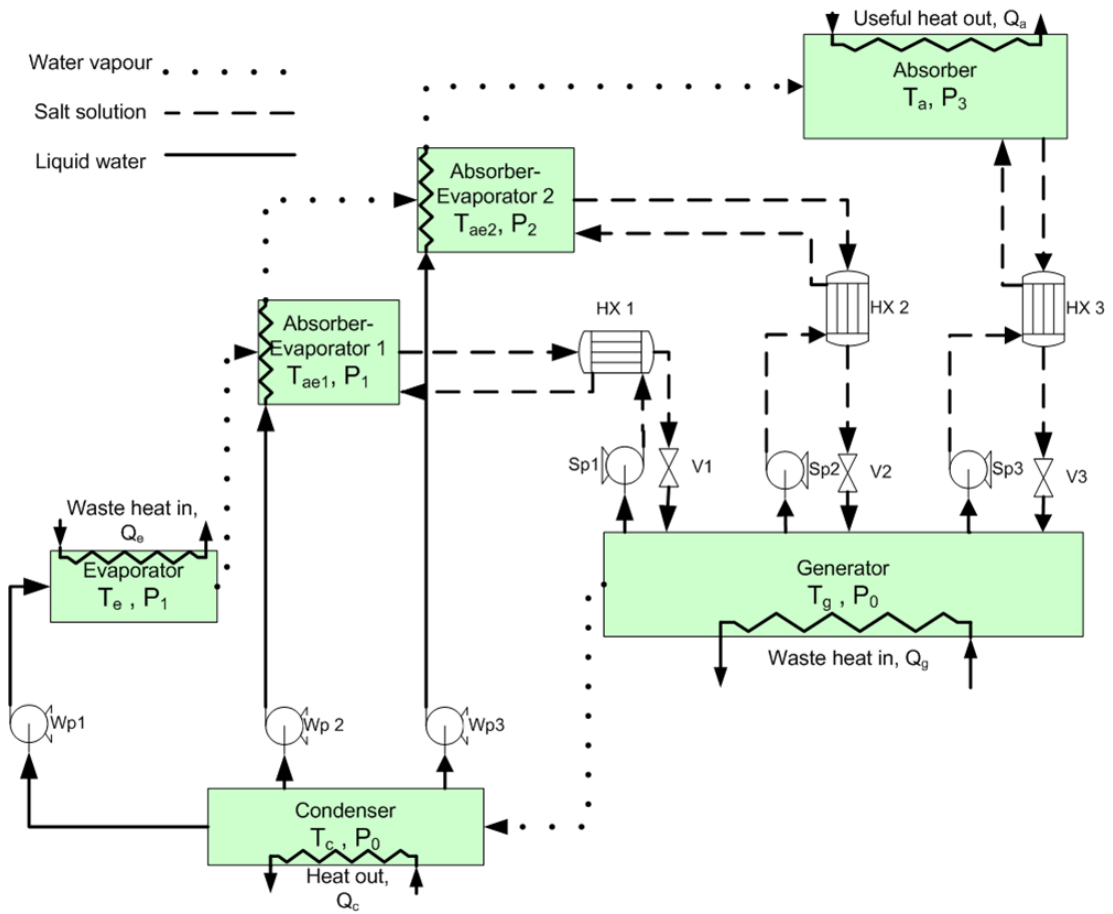 Useful heat out, Qa
Absorber
Ta, P3
Water vapour
Salt solution
Liquid water
Absorber-
Evaporator 2
Tae2, P2
Absorber-
Evaporator 1
Tae1, P1
HX 1
HX 2
HX 3
Sp1
V1
Sp2
V2
Sp3
V3
Waste heat in,
Qe
Evaporator
Te , P1
Generator
Tg , P0
Waste heat in, Qg
Wp1
Wp 2
Wp3
Condenser
Tc , P0
Heat out,
Qc